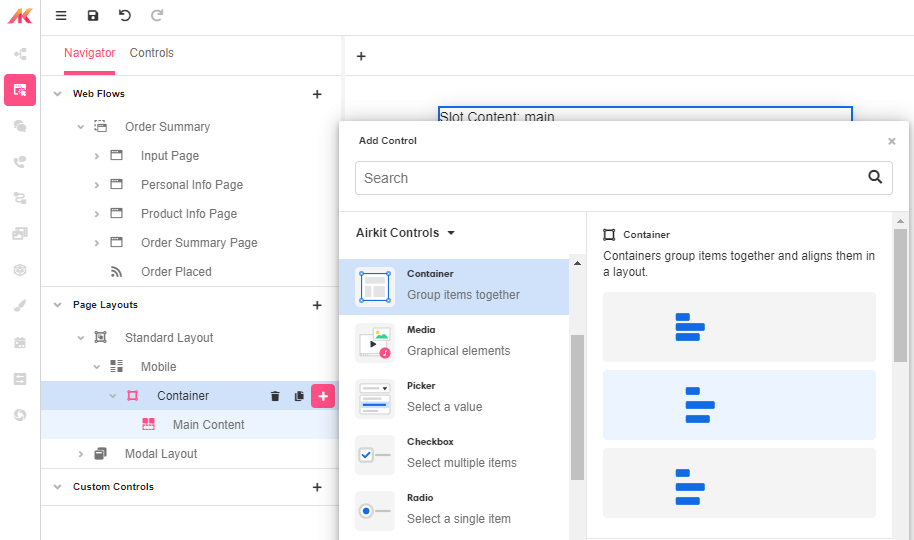 Navigator
Controls
Web Flows
Order Summary
Input Page
Personal Info Page
Product Info Page
Order Summary Page
Order Placed
Page Layouts
Standard Layout
Mobile
Container
Main Content
Modal Layout
Custom Controls
Slot Content: main
Add Control
Search
Airkit Controls
Container
Group items together
Media
Graphical elements
Picker
Select a value
Checkbox
Select multiple items
Radio
Select a single item
Container
Containers group items together and aligns them in
a layout.